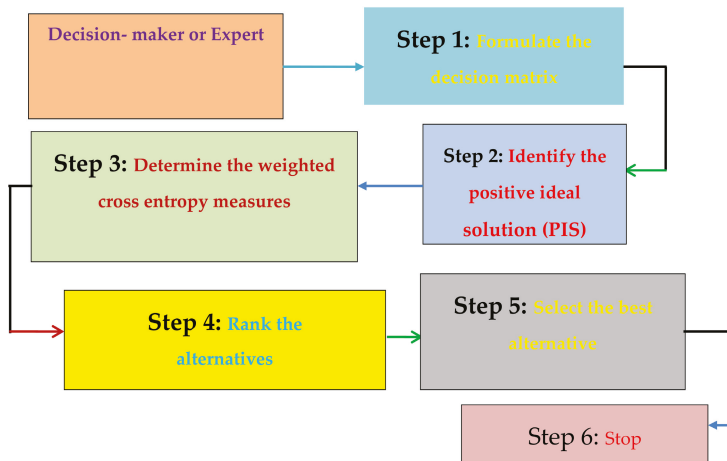 Decision- maker or Expert
Step 1: Formulate the
decision matrix
Step 2: Identify the
positive ideal
solution (PIS)
Step 3: Determine the weighted
cross entropy measures
Step 4: Rank the
alternatives
Step 5: Select the best
alternative
Step 6: Stop